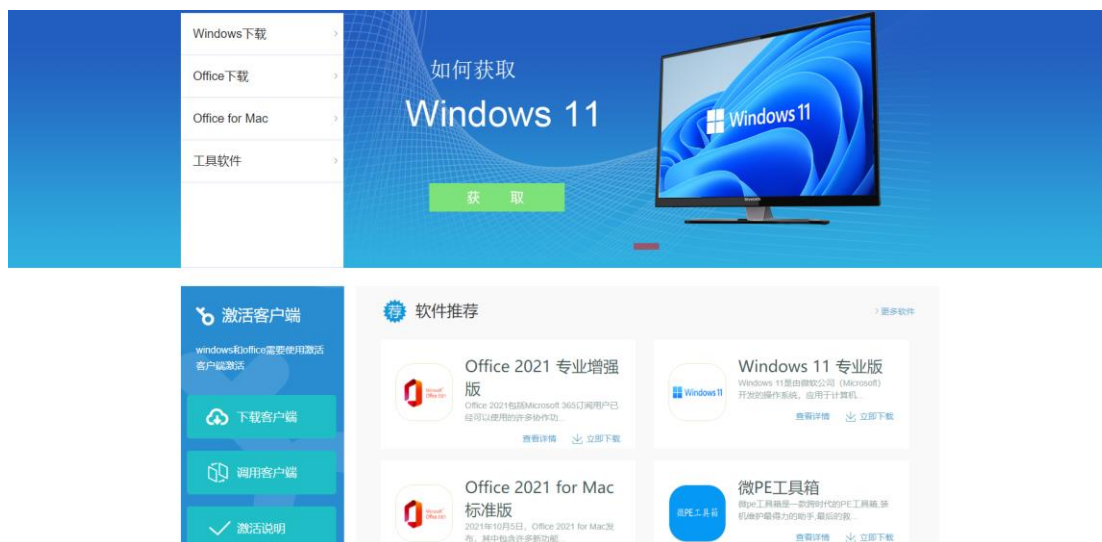 Windows下载
Office下载
Office for Mac
工具软件
如何获取
Windows 11
获 取
Windows 11
激活客户端
windows和office需要使用激活
客户端激活
下载客户端
调用客户端
激活说明
荐 软件推荐
更多软件
Office 2021 专业增强
版
Office 2021包括Microsoft 365订阅用户已
经可以使用的许多协作功...
查看详情 立即下载
Windows 11
Windows 11 专业版
Windows 11是由微软公司（Microsoft）
开发的操作系统，应用于计算机...
查看详情 立即下载
Office 2021 for Mac
标准版
2021年10月5日，Office 2021 for Mac发
布，其中包含许多新功能...
微PE工具箱
微PE工具箱
微pe工具箱是一款跨时代的PE工具箱,装
机维护最得力的助手,最后的救...
查看详情 立即下载